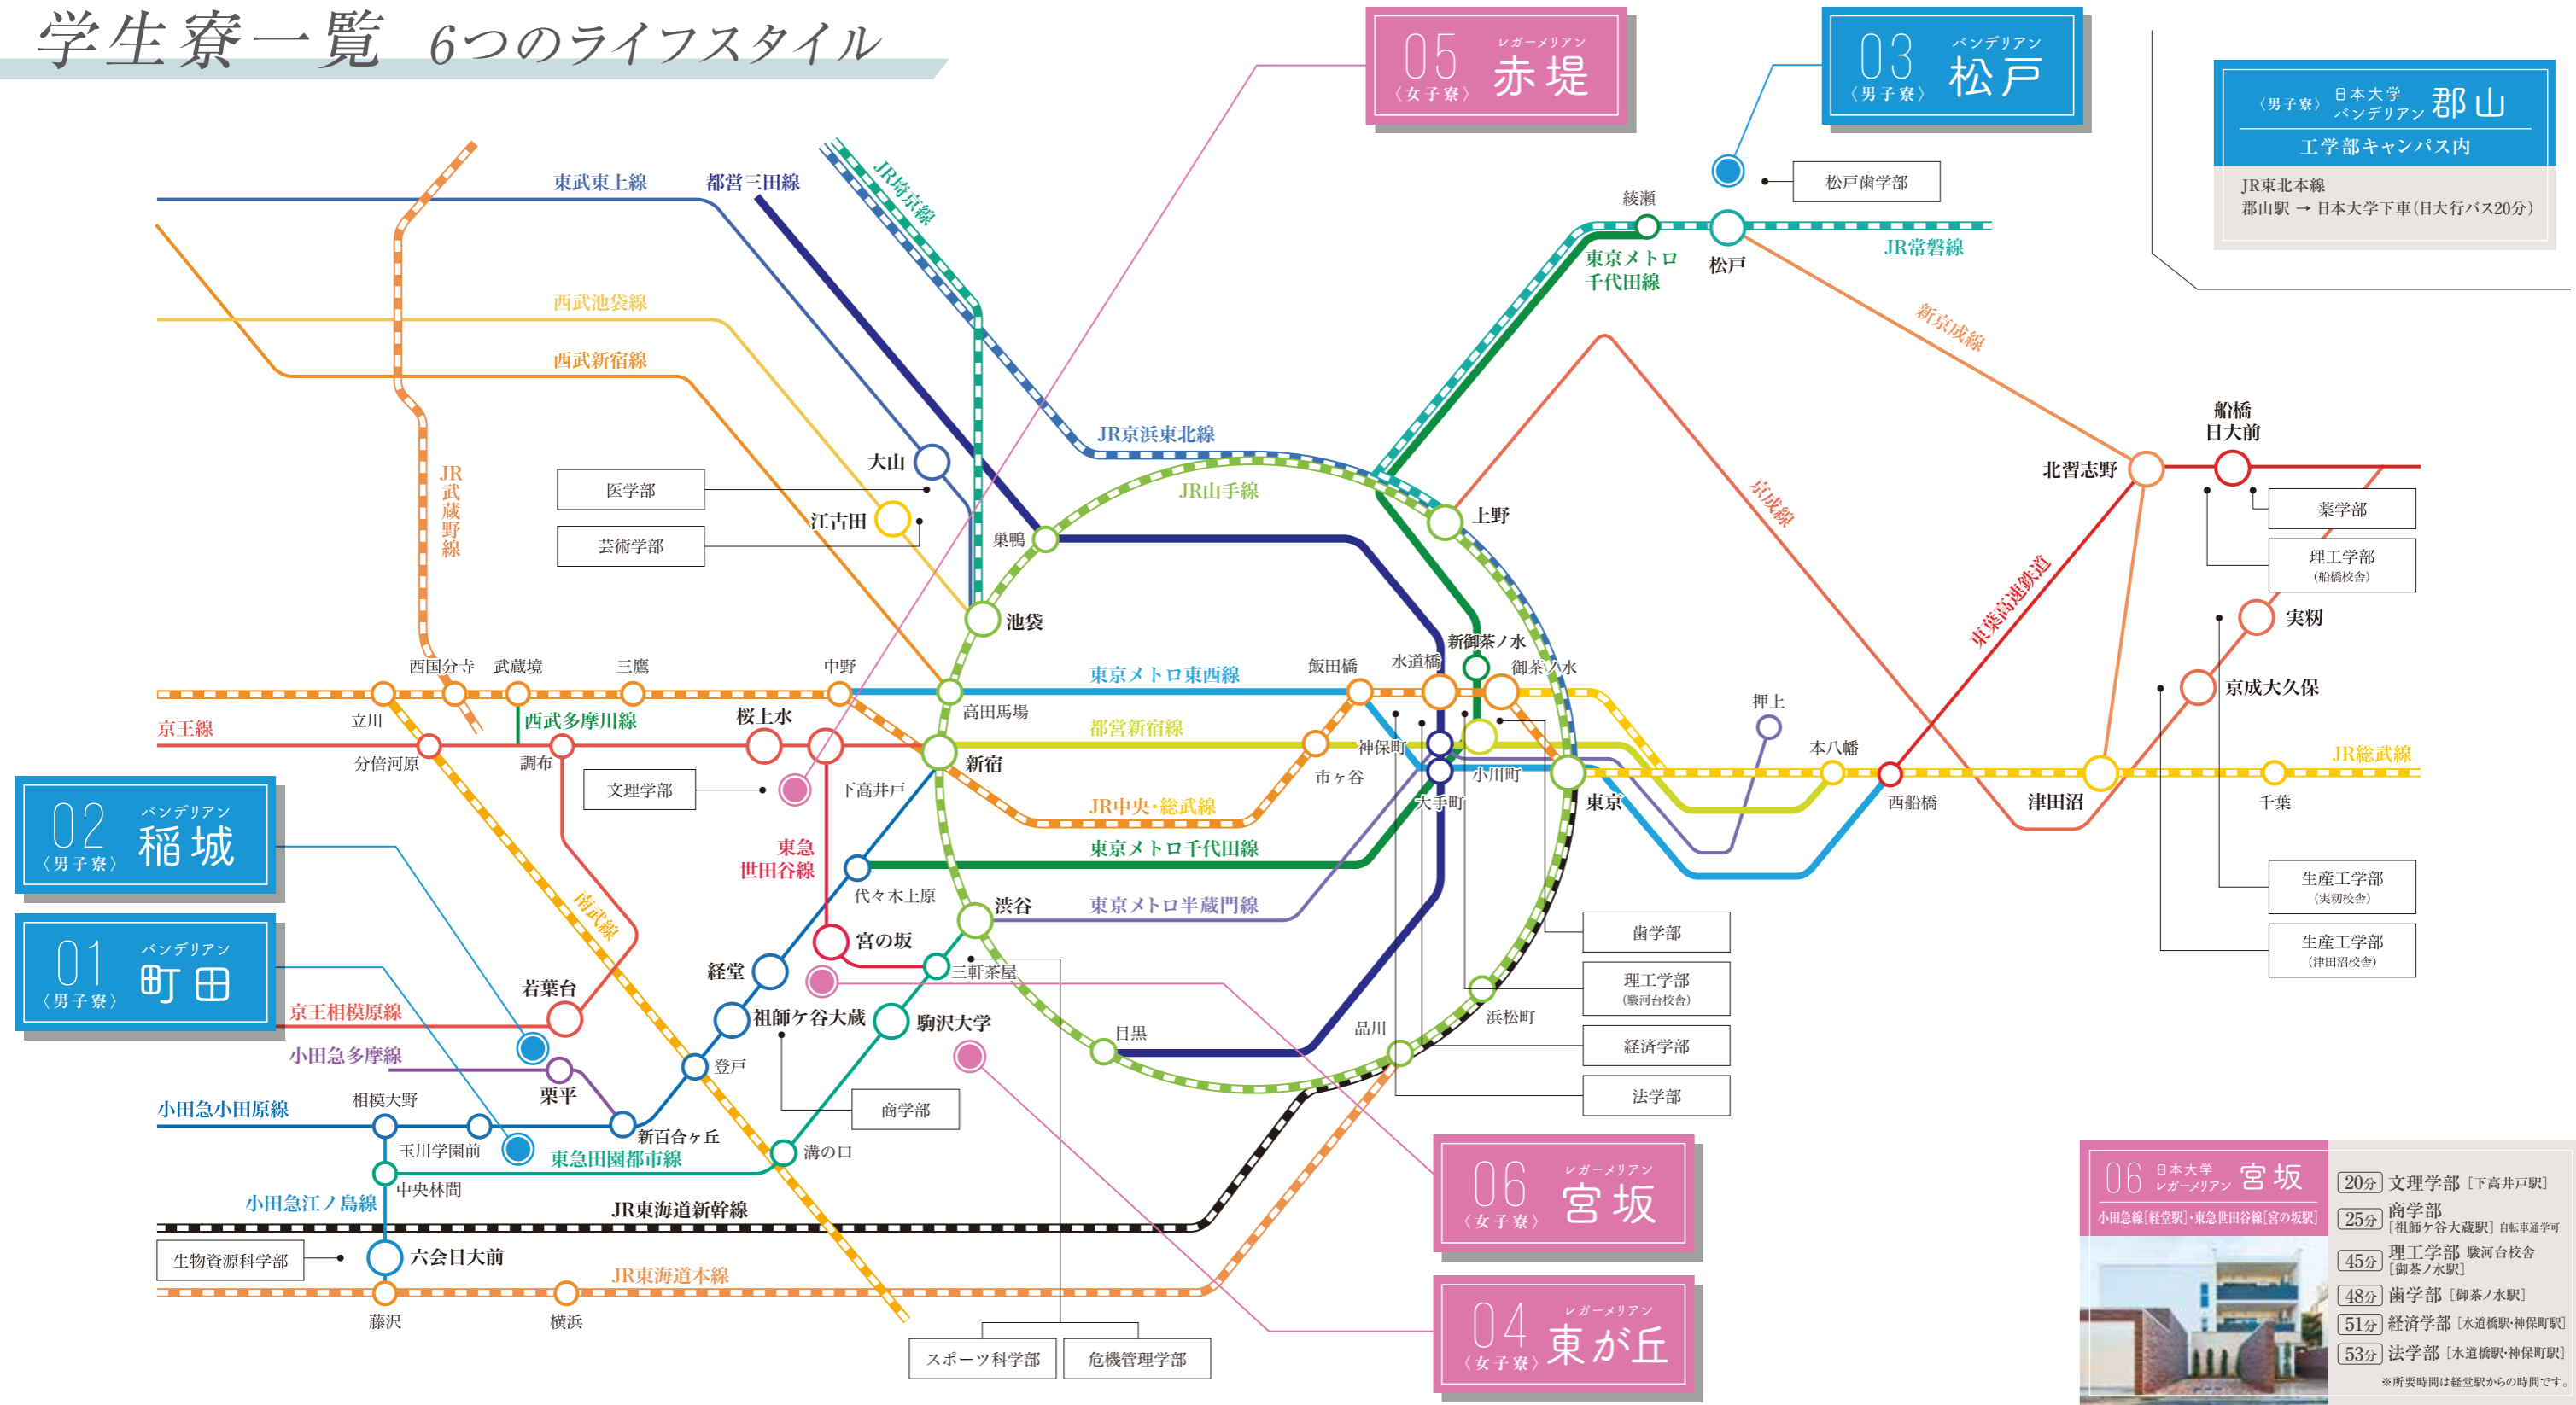 学生寮一覧 6つのライフスタイル
05
〈女子寮〉
レガーメリアン
赤堤
03
〈男子寮〉
バンデリアン
松戸
〈男子寮〉
日本大学
バンデリアン
郡山
工学部キャンパス内
JR東北本線
郡山駅 → 日本大学下車(日大行バス20分)
東武東上線
都営三田線
JR埼京線
松戸歯学部
綾瀬
東京メトロ
千代田線
松戸
JR常磐線
西武池袋線
新京成線
西武新宿線
船橋
日大前
JR京浜東北線
大山
北習志野
JR武蔵野線
医学部
JR山手線
京成線
薬学部
江古田
上野
芸術学部
巣鴨
理工学部
(船橋校舎)
東葉高速鉄道
池袋
実籾
新御茶ノ水
西国分寺
武蔵境
三鷹
中野
東京メトロ東西線
飯田橋
水道橋
御茶ノ水
京成大久保
立川
西武多摩川線
桜上水
高田馬場
押上
京王線
都営新宿線
神保町
本八幡
JR総武線
分倍河原
調布
新宿
市ヶ谷
小川町
文理学部
下高井戸
JR中央・総武線
大手町
東京
西船橋
津田沼
千葉
02
〈男子寮〉
バンデリアン
稲城
東急
世田谷線
東京メトロ千代田線
代々木上原
生産工学部
(実籾校舎)
南武線
渋谷
東京メトロ半蔵門線
歯学部
01
〈男子寮〉
バンデリアン
町田
宮の坂
生産工学部
(津田沼校舎)
経堂
三軒茶屋
理工学部
(駿河台校舎)
若葉台
京王相模原線
祖師ケ谷大蔵
駒沢大学
浜松町
品川
目黒
経済学部
小田急多摩線
登戸
栗平
法学部
小田急小田原線
相模大野
商学部
新百合ヶ丘
玉川学園前
東急田園都市線
溝の口
中央林間
小田急江ノ島線
06
〈女子寮〉
レガーメリアン
宮坂
JR東海道新幹線
生物資源科学部
六会日大前
JR東海道本線
藤沢
横浜
04
〈女子寮〉
レガーメリアン
東が丘
スポーツ科学部
危機管理学部
06
日本大学
レガーメリアン
宮坂
小田急線[経堂駅]・東急世田谷線[宮の坂駅]
20分 文理学部 [下高井戸駅]
25分 商学部
[祖師ケ谷大蔵駅] 自転車通学可
45分 理工学部 駿河台校舎
[御茶ノ水駅]
48分 歯学部 [御茶ノ水駅]
51分 経済学部 [水道橋駅・神保町駅]
53分 法学部 [水道橋駅・神保町駅]
※所要時間は経堂駅からの時間です。